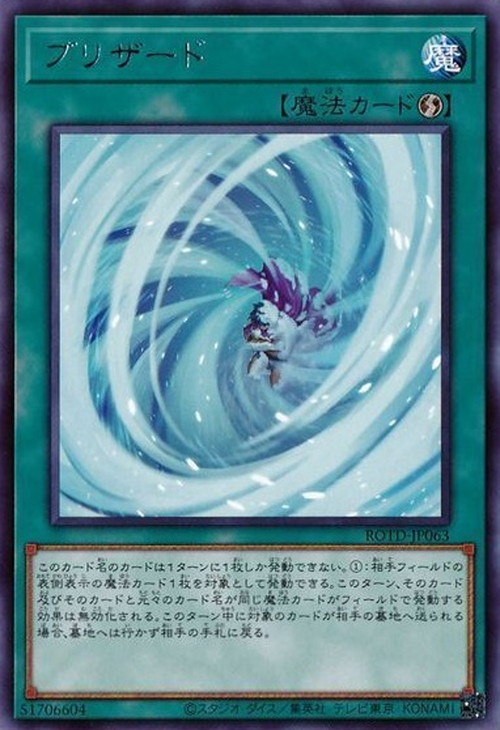 ブリザード
魔
【魔法カード】
ROTD-JP063
このカード名のカードは1ターンに1枚しか発動できない。①:相手フィールドの
表側表示の魔法カード1枚を対象として発動できる。このターン、そのカード
及びそのカードと元々のカード名が同じ魔法カードがフィールドで発動する
効果は無効化される。このターン中に対象のカードが相手の墓地へ送られる
場合、墓地へは行かず相手の手札に戻る。
51706604
©スタジオ・ダイス/集英社・テレビ東京・KONAMI